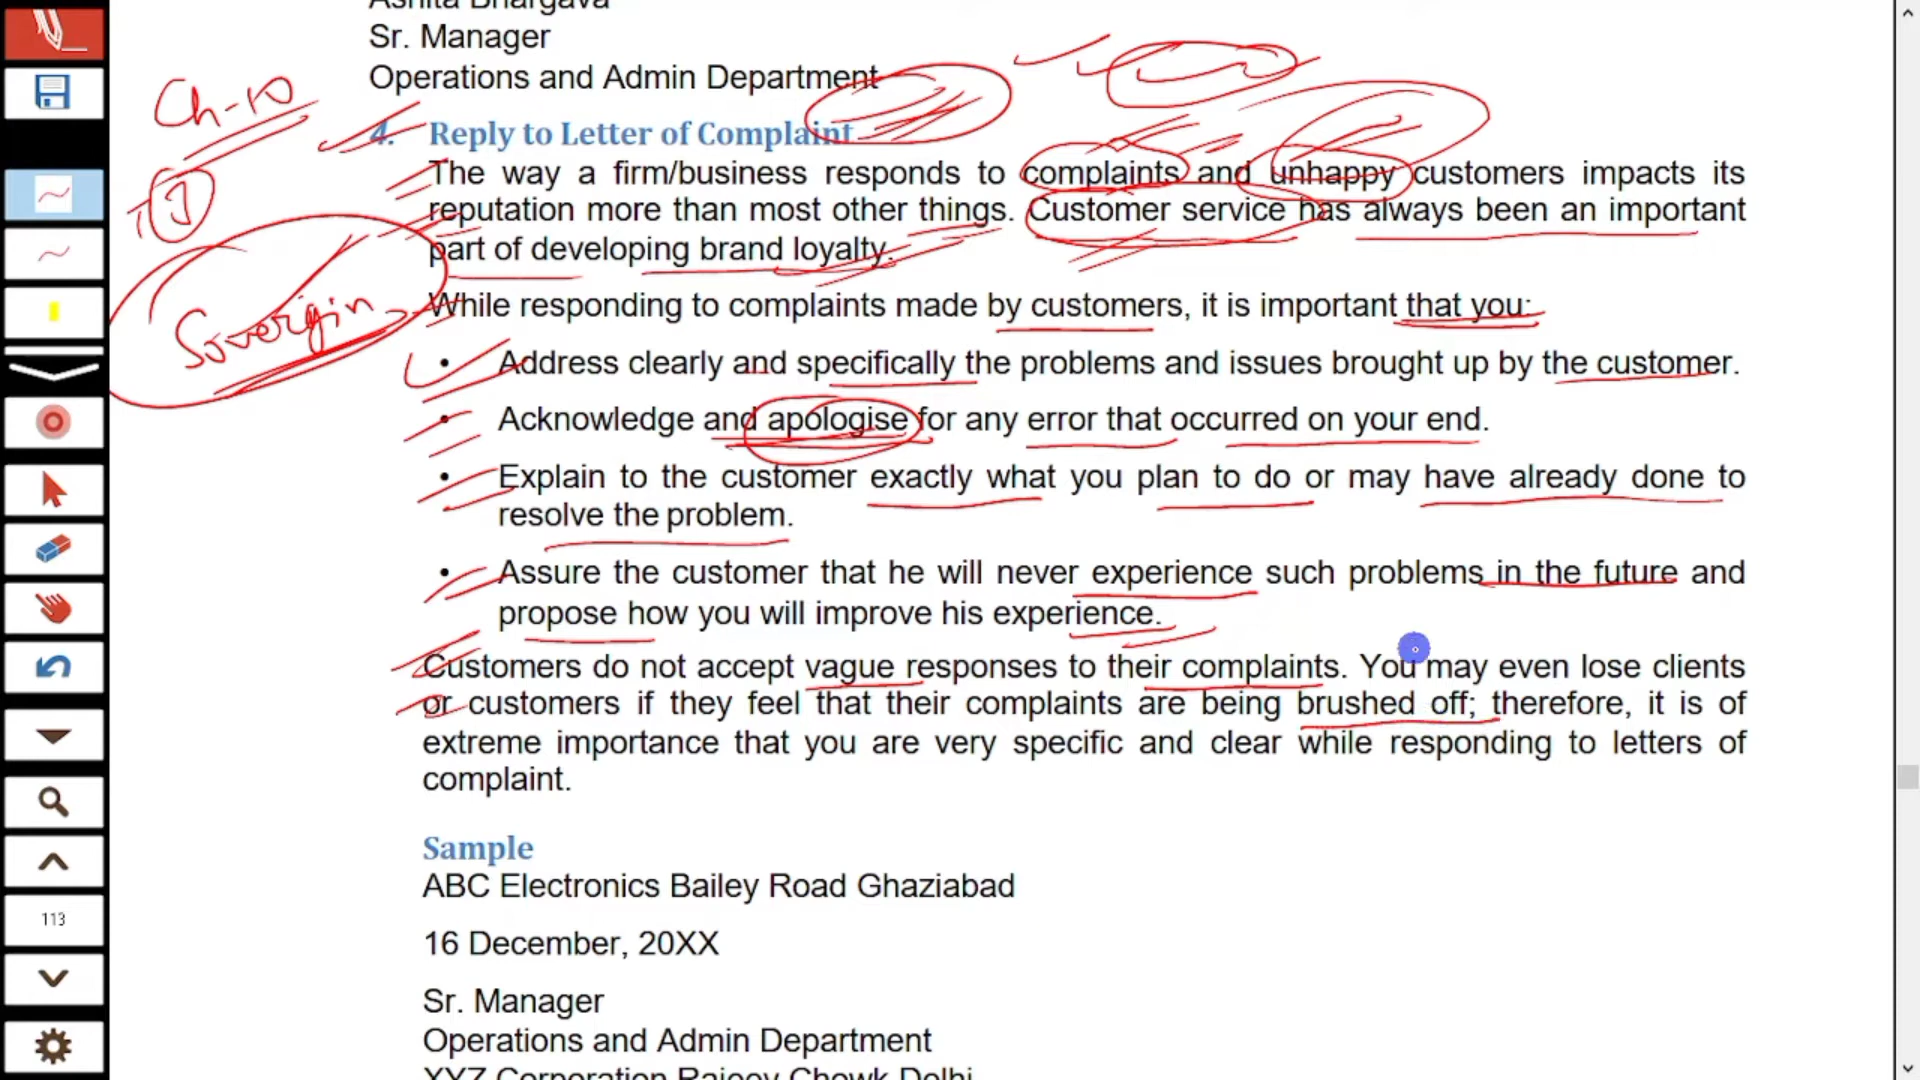 Ashita Bhargava
Sr. Manager
Operations and Admin Department
Ch-10
4. Reply to Letter of Complaint
The way a firm/business responds to complaints and unhappy customers impacts its
reputation more than most other things. Customer service has always been an important
part of developing brand loyalty.
Sovergin
While responding to complaints made by customers, it is important that you:
• Address clearly and specifically the problems and issues brought up by the customer.
• Acknowledge and apologise for any error that occurred on your end.
• Explain to the customer exactly what you plan to do or may have already done to
resolve the problem.
• Assure the customer that he will never experience such problems in the future and
propose how you will improve his experience.
Customers do not accept vague responses to their complaints. You may even lose clients
or customers if they feel that their complaints are being brushed off; therefore, it is of
extreme importance that you are very specific and clear while responding to letters of
complaint.
Sample
ABC Electronics Bailey Road Ghaziabad
113
16 December, 20XX
Sr. Manager
Operations and Admin Department
XYZ Corporation Rajeev Chowk Delhi